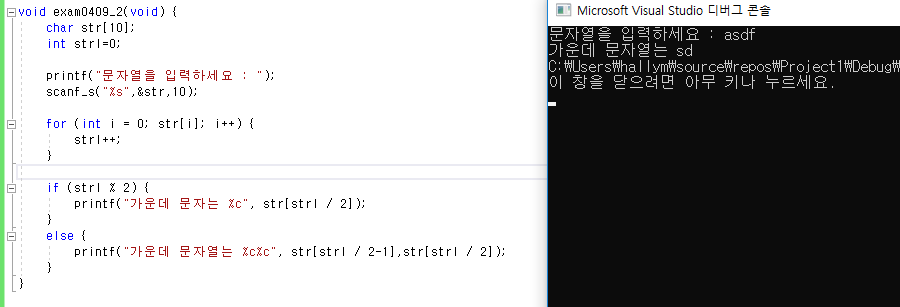 void exam0409_2(void) {
char str[10];
int strl=0;
printf("문자열을 입력하세요 : ");
scanf_s("%s",&str,10);
for (int i = 0; str[i]; i++) {
strl++;
}
if (strl % 2) {
printf("가운데 문자는 %c", str[strl / 2]);
}
else {
printf("가운데 문자열는 %c%c", str[strl / 2-1],str[strl / 2]);
}
}
Microsoft Visual Studio 디버그 콘솔
문자열을 입력하세요 : asdf
가운데 문자열는 sd
C:₩Users₩hallym₩source₩repos₩Project1₩Debug₩
이 창을 닫으려면 아무 키나 누르세요.